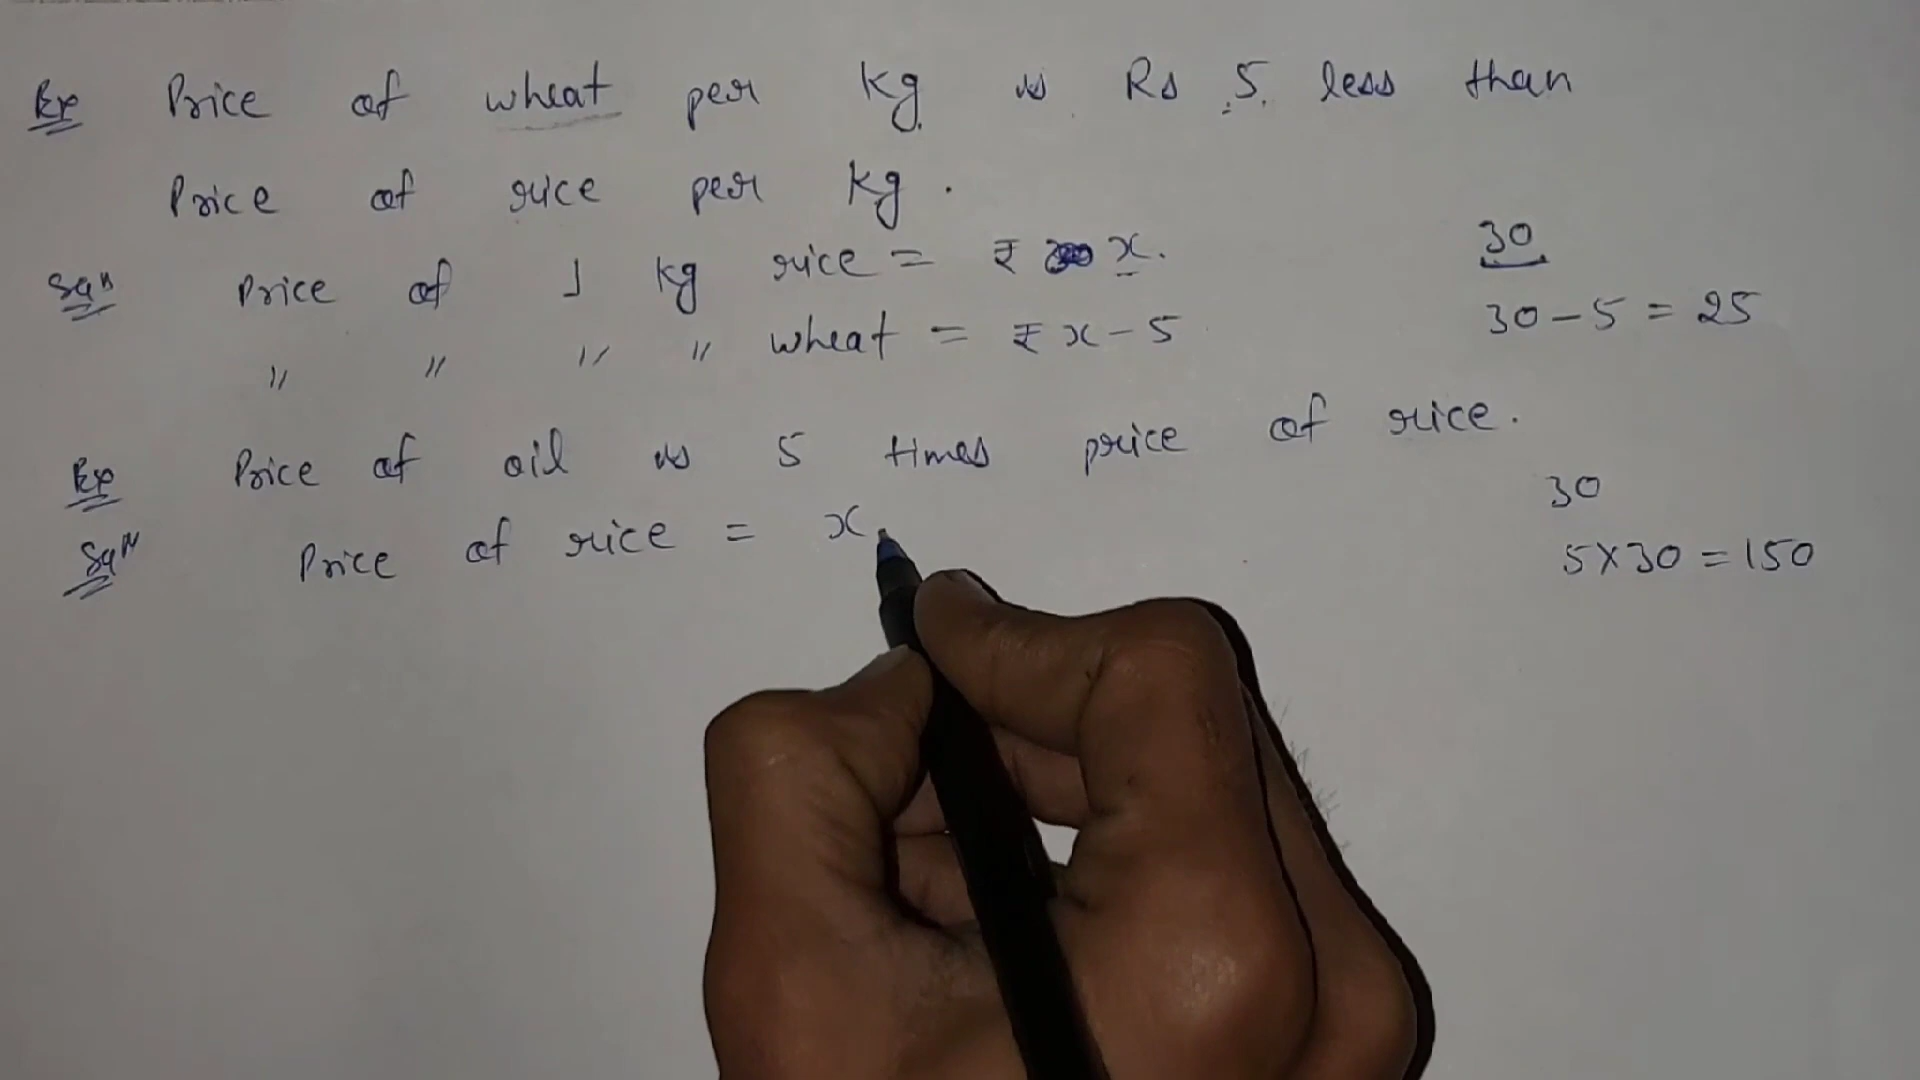 Ex Price of wheat per kg is Rs 5 less than
Price of rice per kg.
Solⁿ Price of 1 kg rice = ₹ x.
30
" " " " wheat = ₹ x - 5
30 - 5 = 25
Ex Price of oil is 5 times price of rice.
30
Solⁿ Price of rice = x
5 x 30 = 150